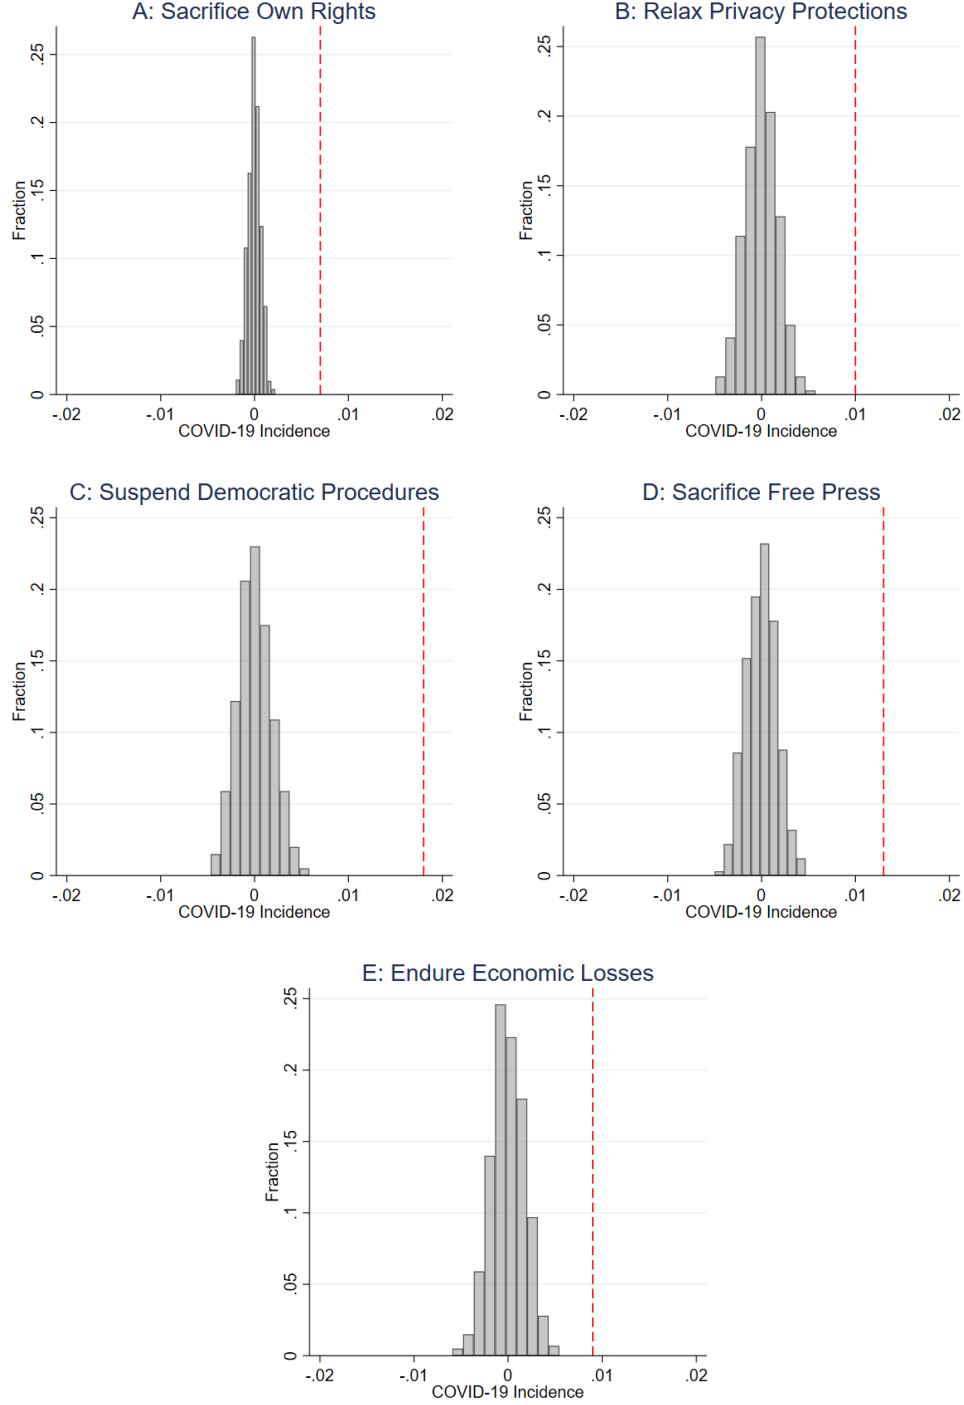 A: Sacrifice Own Rights
Fraction
0 .05 .1 .15 .2 .25
-.02 -.01 0 .01 .02
COVID-19 Incidence
B: Relax Privacy Protections
Fraction
0 .05 .1 .15 .2 .25
-.02 -.01 0 .01 .02
COVID-19 Incidence
C: Suspend Democratic Procedures
Fraction
0 .05 .1 .15 .2 .25
-.02 -.01 0 .01 .02
COVID-19 Incidence
D: Sacrifice Free Press
Fraction
0 .05 .1 .15 .2 .25
-.02 -.01 0 .01 .02
COVID-19 Incidence
E: Endure Economic Losses
Fraction
0 .05 .1 .15 .2 .25
-.02 -.01 0 .01 .02
COVID-19 Incidence